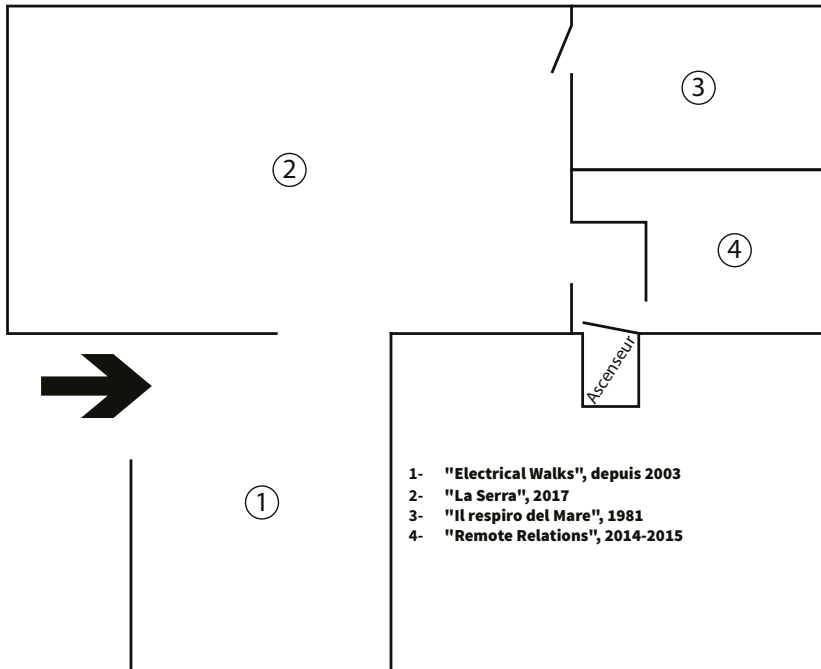 3
2
4
Ascenseur
1
1- "Electrical Walks", depuis 2003
2- "La Serra", 2017
3- "Il respiro del Mare", 1981
4- "Remote Relations", 2014-2015